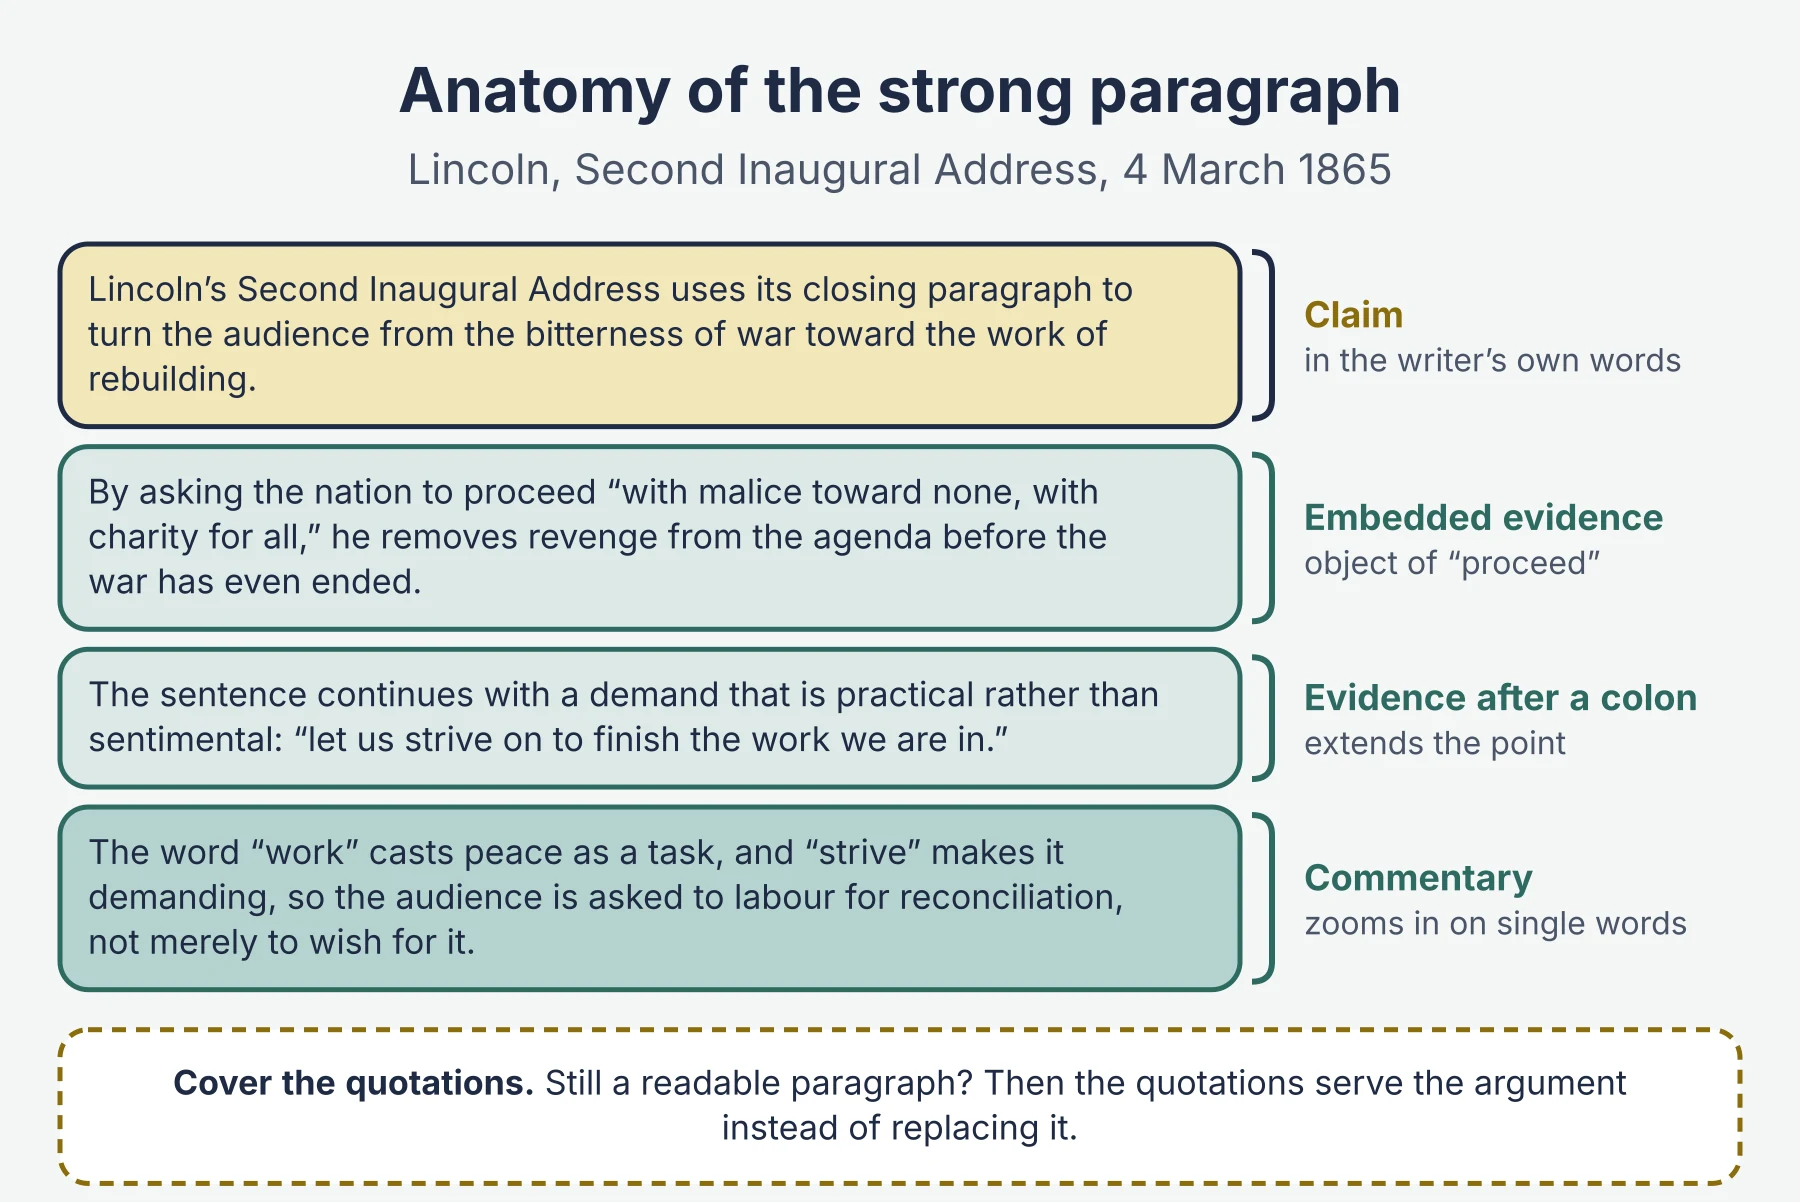 Anatomy of the strong paragraph
Lincoln, Second Inaugural Address, 4 March 1865
Lincoln’s Second Inaugural Address uses its closing paragraph to
turn the audience from the bitterness of war toward the work of
rebuilding.
Claim
in the writer’s own words
By asking the nation to proceed “with malice toward none, with
charity for all,” he removes revenge from the agenda before the
war has even ended.
Embedded evidence
object of “proceed”
The sentence continues with a demand that is practical rather than
sentimental: “let us strive on to finish the work we are in.”
Evidence after a colon
extends the point
The word “work” casts peace as a task, and “strive” makes it
demanding, so the audience is asked to labour for reconciliation,
not merely to wish for it.
Commentary
zooms in on single words
Cover the quotations. Still a readable paragraph? Then the quotations serve the argument
instead of replacing it.